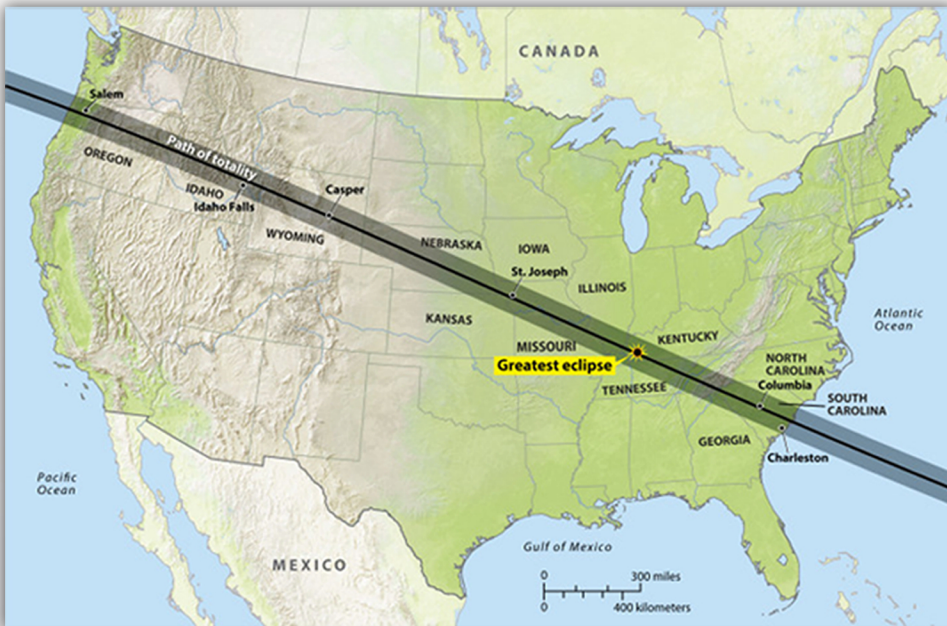 CANADA
Salem
Path of totality
OREGON
IDAHO
Idaho Falls
Casper
WYOMING
NEBRASKA
IOWA
St. Joseph
ILLINOIS
KANSAS
MISSOURI
KENTUCKY
Greatest eclipse
TENNESSEE
NORTH
CAROLINA
Columbia
SOUTH
CAROLINA
GEORGIA
Charleston
Atlantic
Ocean
Pacific
Ocean
Gulf of Mexico
MEXICO
0 300 miles
0 400 kilometers